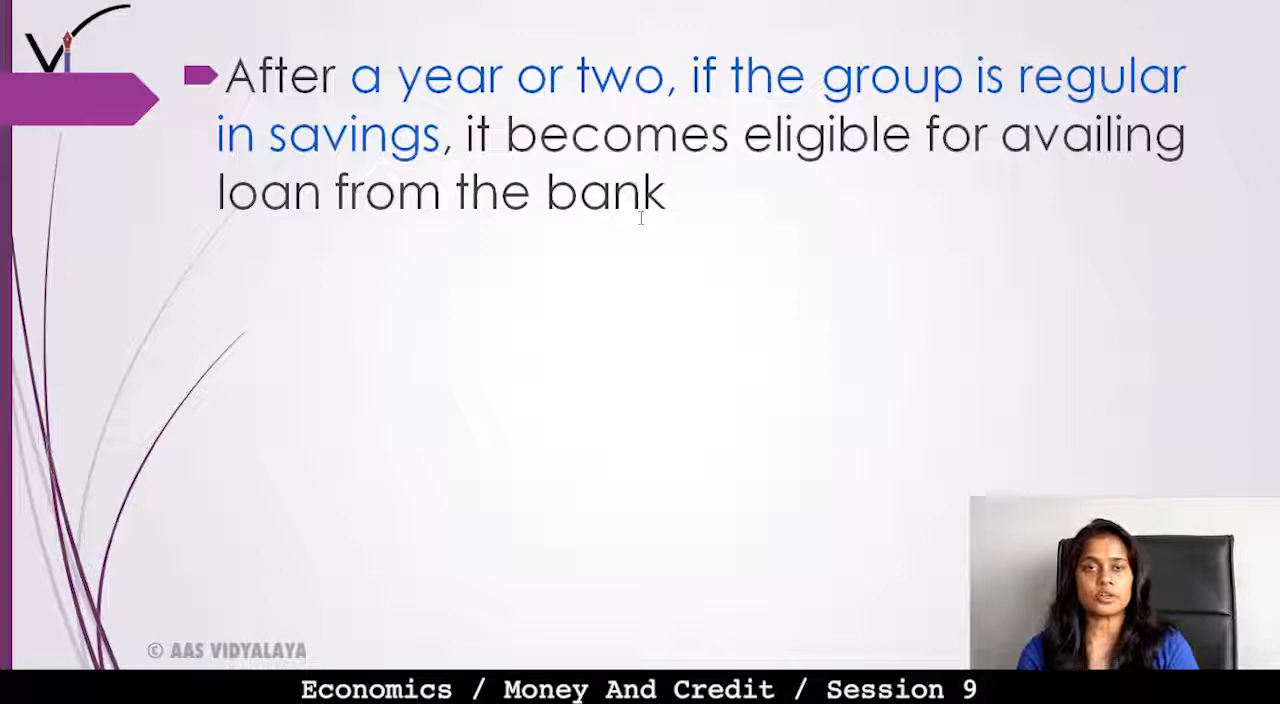 After a year or two, if the group is regular
in savings, it becomes eligible for availing
loan from the bank
© AAS VIDYALAYA
Economics / Money And Credit / Session 9